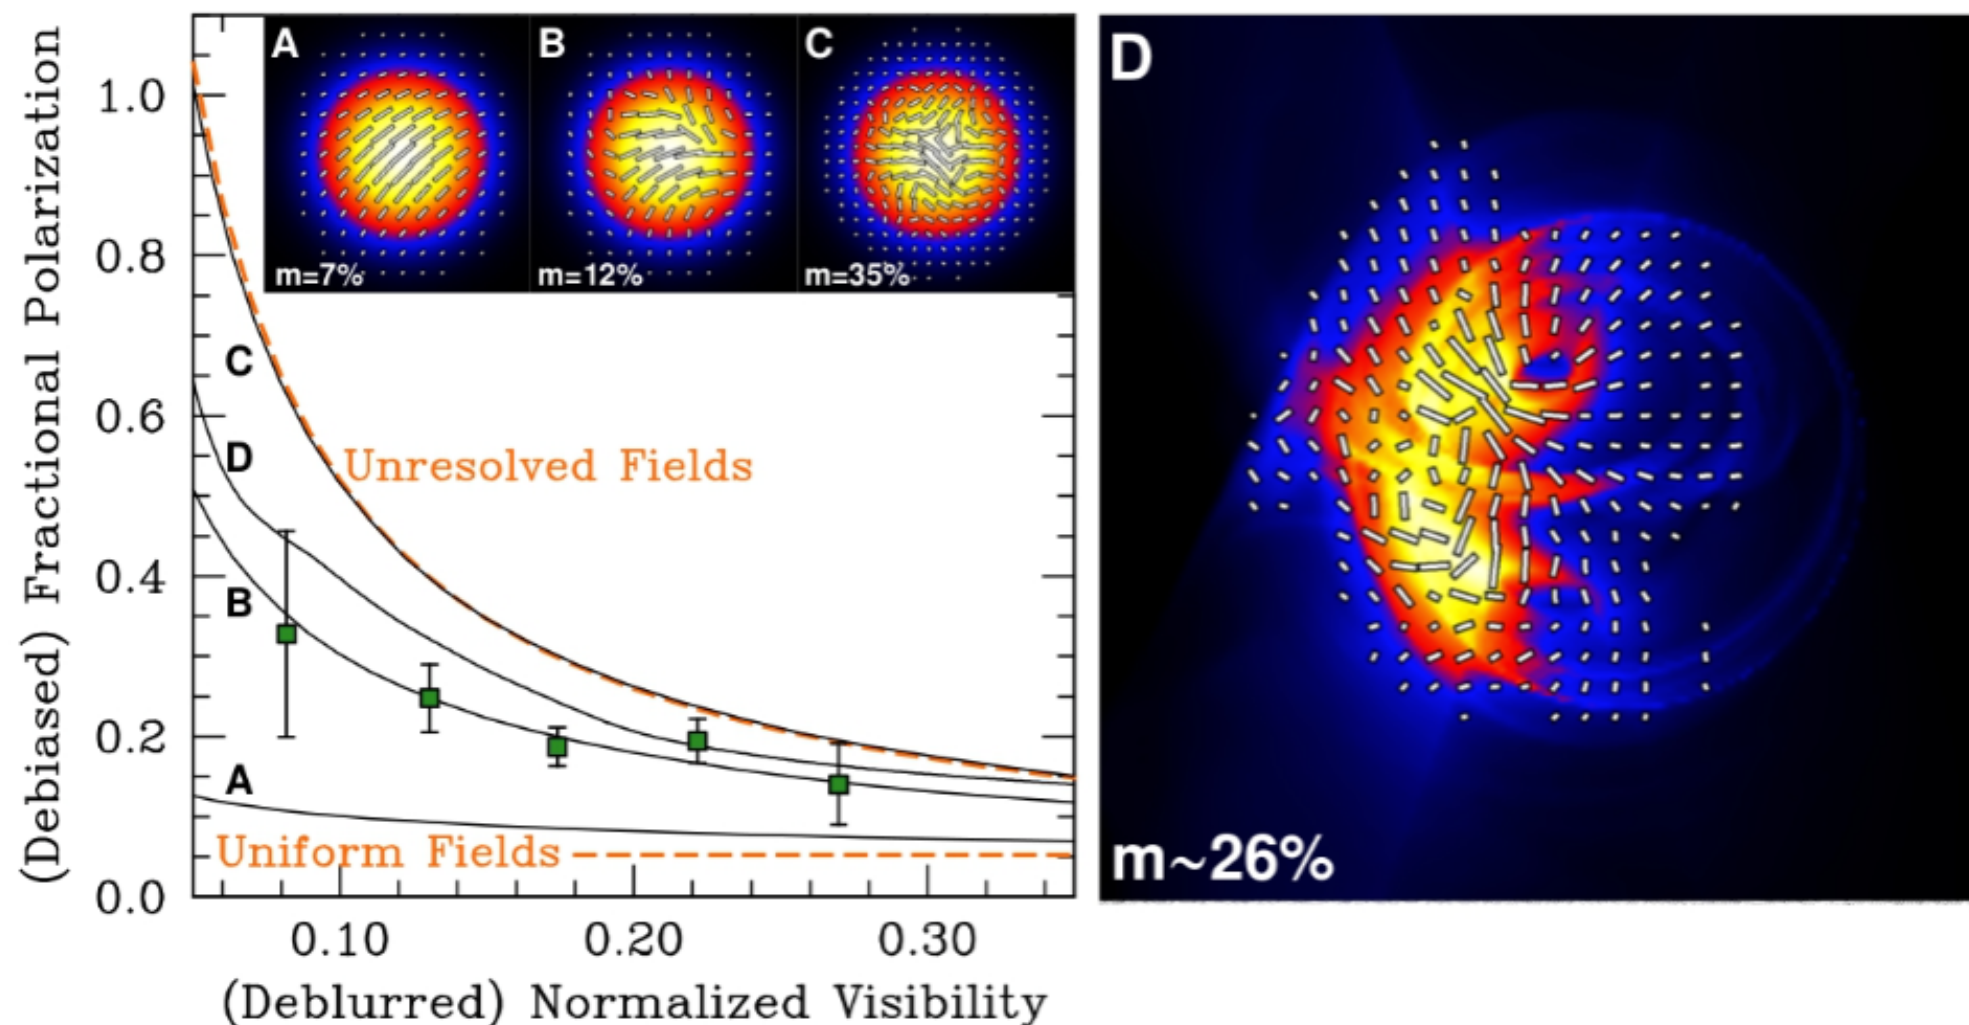 (Debiased) Fractional Polarization
1.0
0.8
0.6
0.4
0.2
0.0
A
m=7%
B
m=12%
C
m=35%
C
D
B
A
Unresolved Fields
Uniform Fields
0.10 0.20 0.30
(Deblurred) Normalized Visibility
D
m~26%